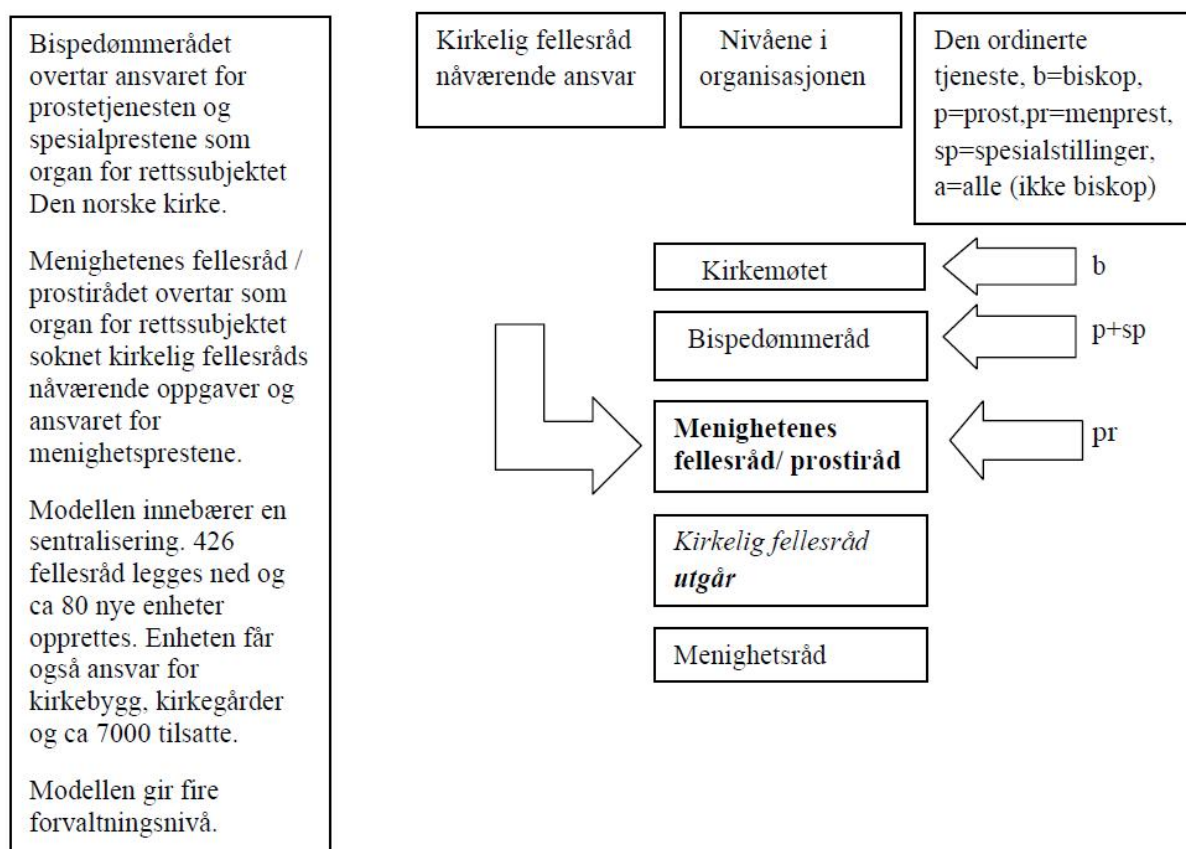 Bispedømmerådet
overtar ansvaret for
prostetjenesten og
spesialprestene som
organ for rettssubjektet
Den norske kirke.
Menighetenes fellesråd /
prostirådet overtar som
organ for rettssubjektet
soknet kirkelig fellesråds
nåværende oppgaver og
ansvaret for
menighetsprestene.
Modellen innebærer en
sentralisering. 426
fellesråd legges ned og
ca 80 nye enheter
opprettes. Enheten får
også ansvar for
kirkebygg, kirkegårder
og ca 7000 tilsatte.
Modellen gir fire
forvaltningsnivå.
Kirkelig fellesråd
nåværende ansvar
Nivåene i
organisasjonen
Den ordinerte
tjeneste, b=biskop,
p=prost,pr=menprest,
sp=spesialstillinger,
a=alle (ikke biskop)
Kirkemøtet
b
Bispedømmeråd
p+sp
Menighetenes
fellesråd/ prostiråd
pr
Kirkelig fellesråd
utgår
Menighetsråd